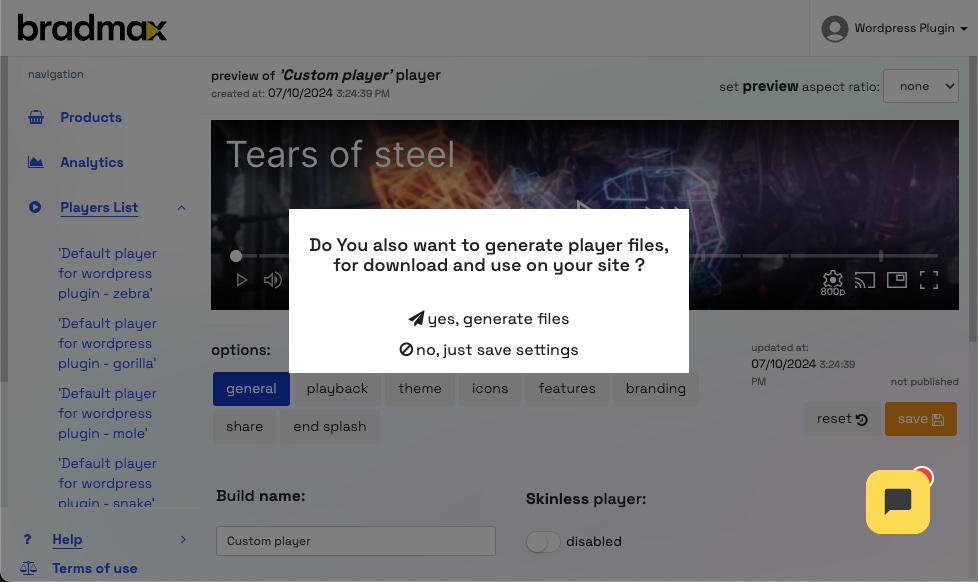 bradmax
Wordpress Plugin
navigation
Products
Analytics
Players List
'Default player
for wordpress
plugin - zebra'
'Default player
for wordpress
plugin - gorilla'
'Default player
for wordpress
plugin - mole'
'Default player
for wordpress
plugin - snake'
? Help
Terms of use
preview of 'Custom player' player
created at: 07/10/2024 3:24:39 PM
set preview aspect ratio: none
Tears of steel
800p
Do You also want to generate player files,
for download and use on your site ?
yes, generate files
no, just save settings
options:
general playback theme icons features branding
share end splash
updated at:
07/10/2024 3:24:39
PM
not published
reset save
Build name:
Custom player
Skinless player:
disabled